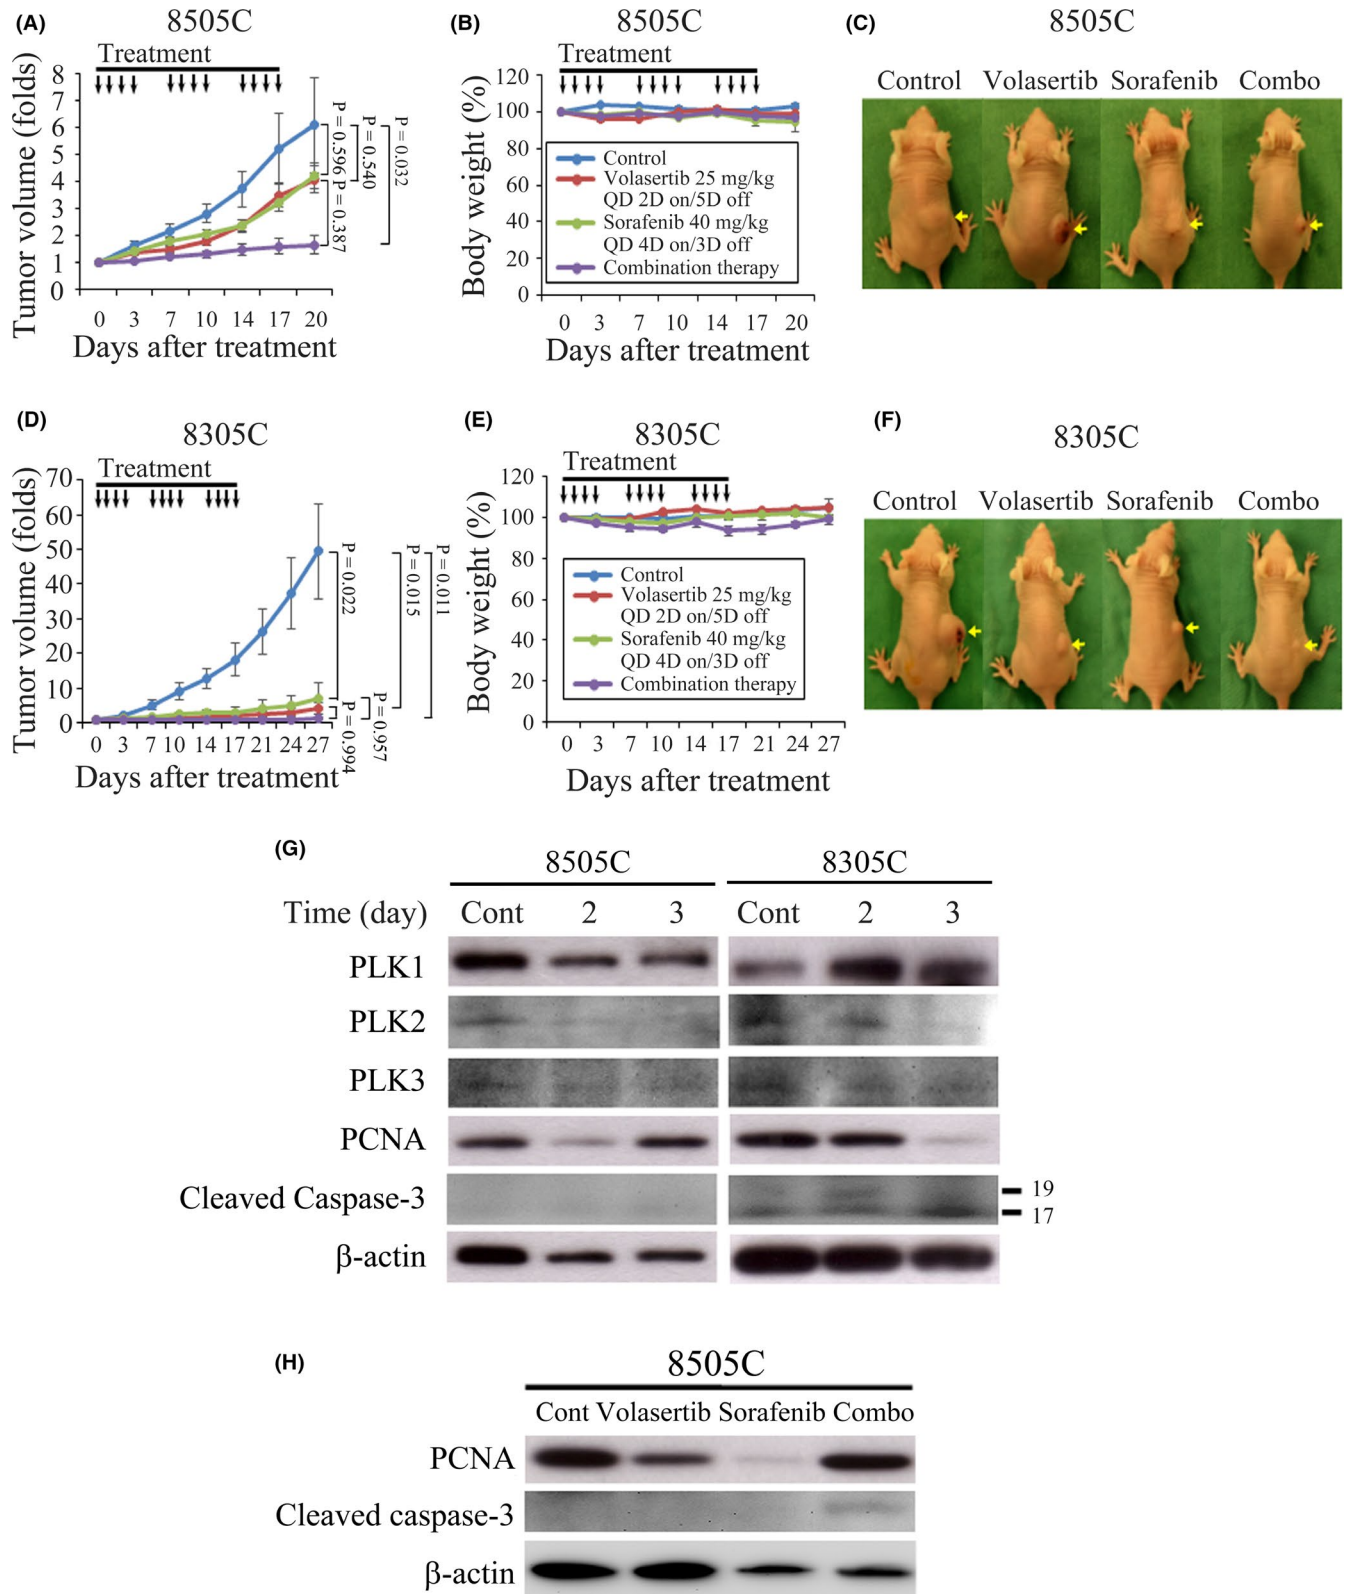 (A)
8505C
Treatment
Tumor volume (folds)
8
7
6
5
4
3
2
1
0
0 3 7 10 14 17 20
Days after treatment
P = 0.596
P = 0.540
P = 0.032
P = 0.387
(B)
8505C
Treatment
Body weight (%)
120
100
80
60
40
20
0
Control
Volasertib 25 mg/kg
QD 2D on/5D off
Sorafenib 40 mg/kg
QD 4D on/3D off
Combination therapy
0 3 7 10 14 17 20
Days after treatment
(C)
8505C
Control Volasertib Sorafenib Combo
(D)
8305C
Treatment
Tumor volume (folds)
70
60
50
40
30
20
10
0
0 3 7 10 14 17 21 24 27
Days after treatment
P = 0.022
P = 0.015
P = 0.011
P = 0.994
P = 0.957
(E)
8305C
Treatment
Body weight (%)
120
100
80
60
40
20
0
Control
Volasertib 25 mg/kg
QD 2D on/5D off
Sorafenib 40 mg/kg
QD 4D on/3D off
Combination therapy
0 3 7 10 14 17 21 24 27
Days after treatment
(F)
8305C
Control Volasertib Sorafenib Combo
(G)
8505C 8305C
Time (day) Cont 2 3 Cont 2 3
PLK1
PLK2
PLK3
PCNA
Cleaved Caspase-3
19
17
β-actin
(H)
8505C
Cont Volasertib Sorafenib Combo
PCNA
Cleaved caspase-3
β-actin